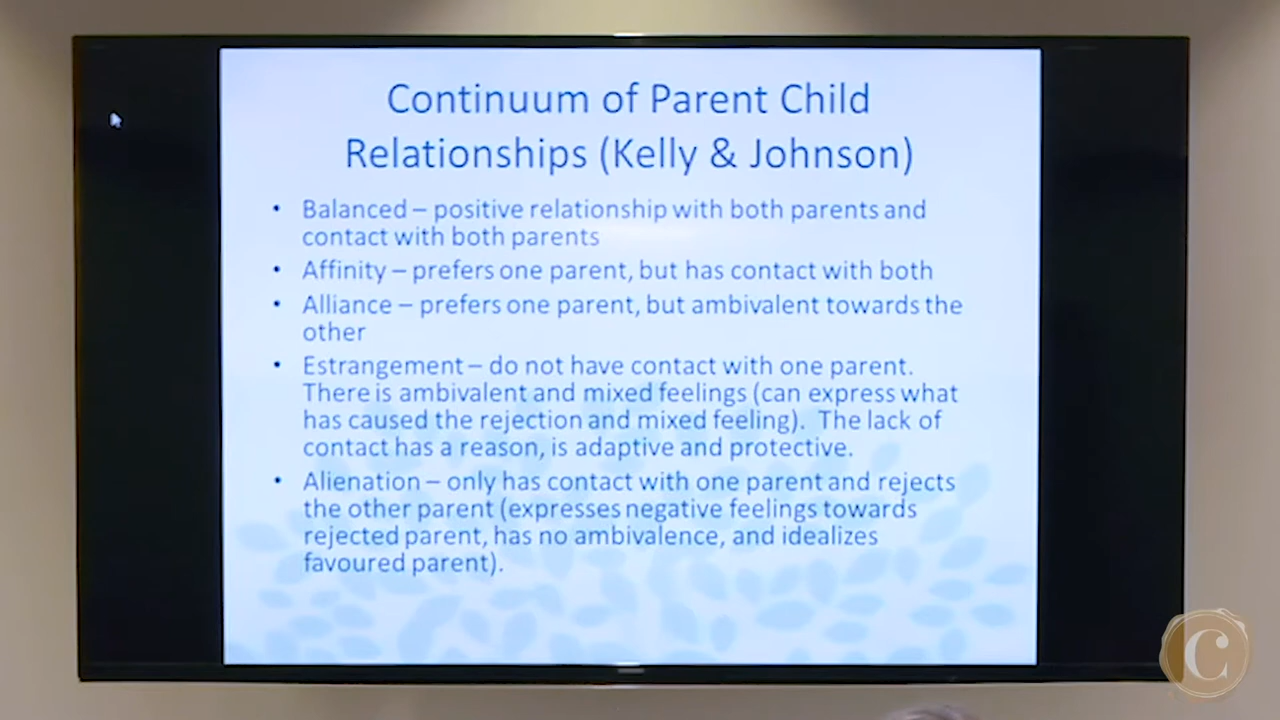 Continuum of Parent Child
Relationships (Kelly & Johnson)
• Balanced – positive relationship with both parents and
contact with both parents
• Affinity – prefers one parent, but has contact with both
• Alliance – prefers one parent, but ambivalent towards the
other
• Estrangement – do not have contact with one parent.
There is ambivalent and mixed feelings (can express what
has caused the rejection and mixed feeling). The lack of
contact has a reason, is adaptive and protective.
• Alienation – only has contact with one parent and rejects
the other parent (expresses negative feelings towards
rejected parent, has no ambivalence, and idealizes
favoured parent).
C